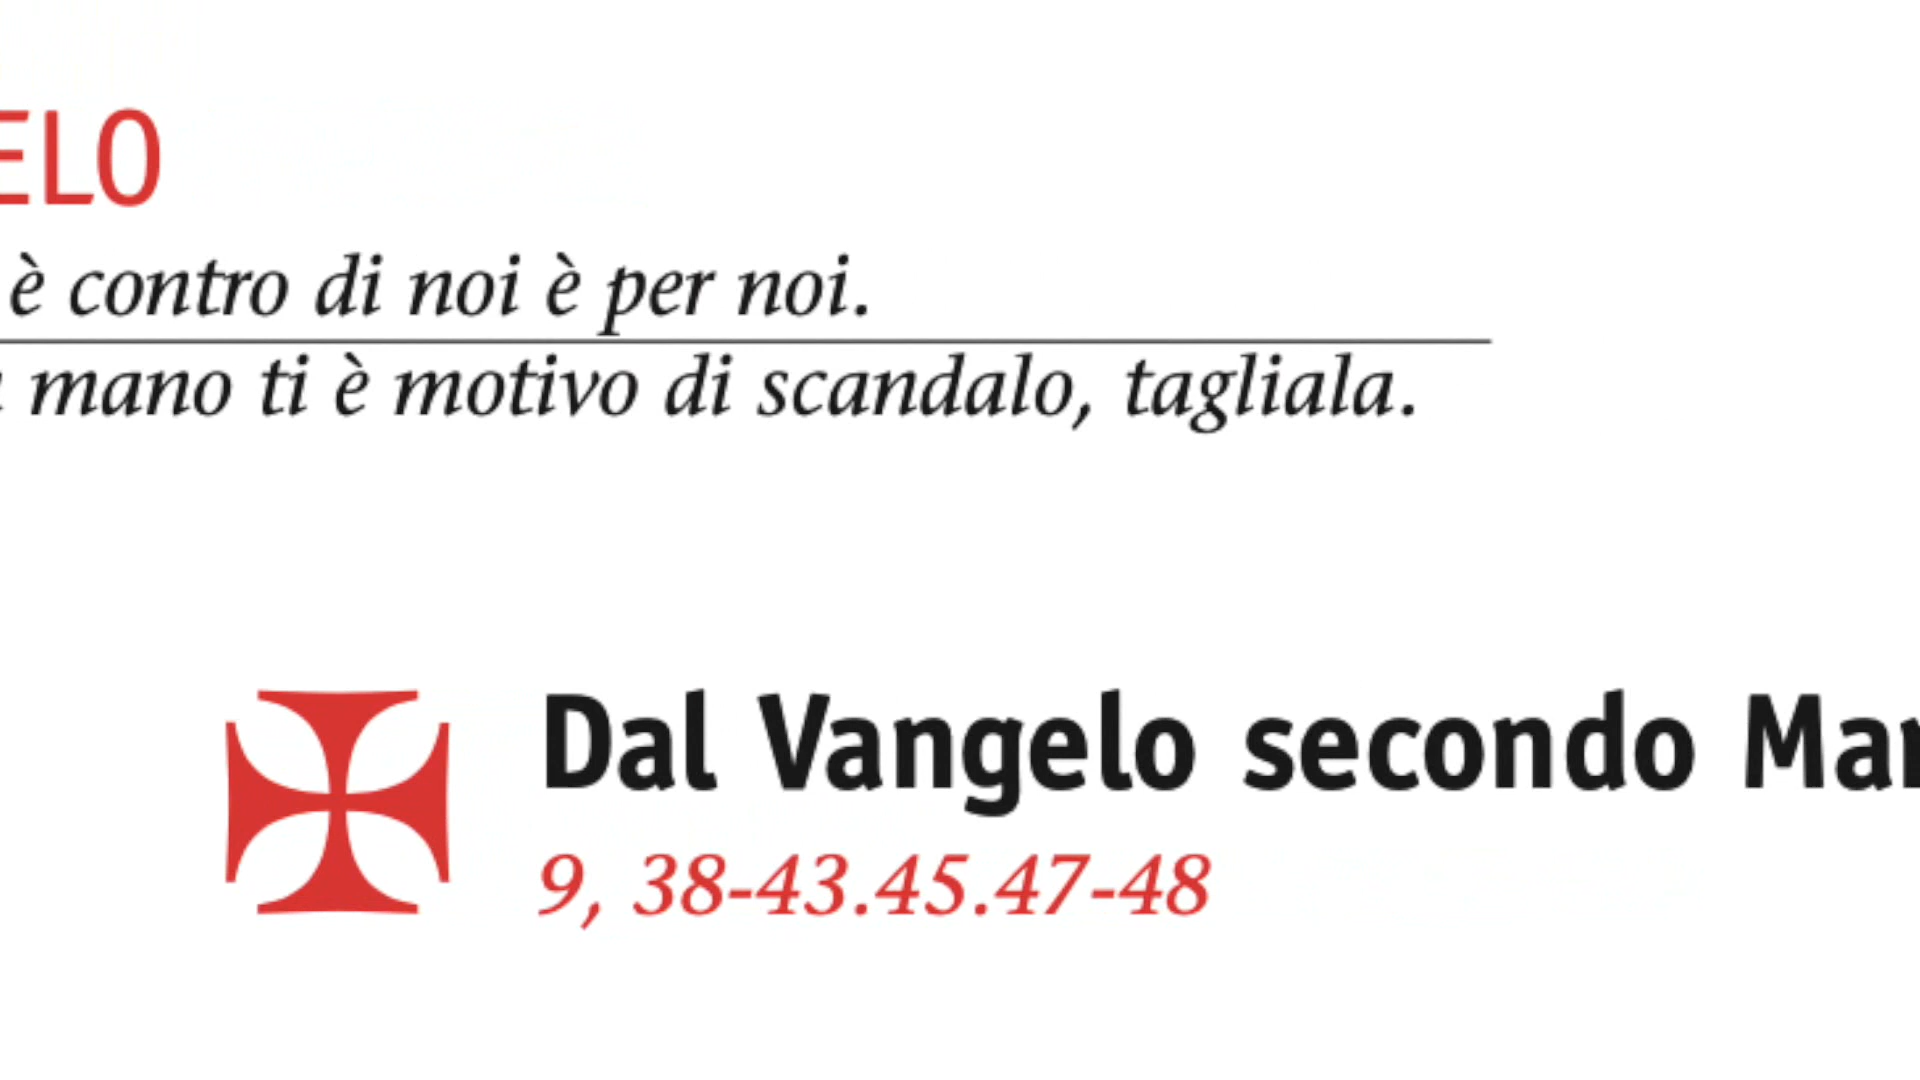 ELO
è contro di noi è per noi.
mano ti è motivo di scandalo, tagliala.
Dal Vangelo secondo Mar
9, 38-43.45.47-48